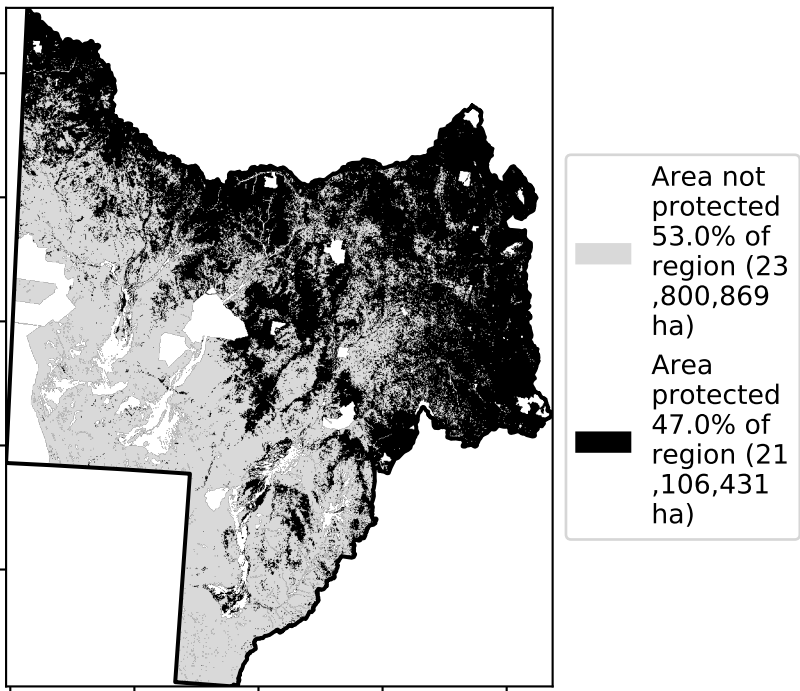 Area not
protected
53.0% of
region (23
,800,869
ha)
Area
protected
47.0% of
region (21
,106,431
ha)